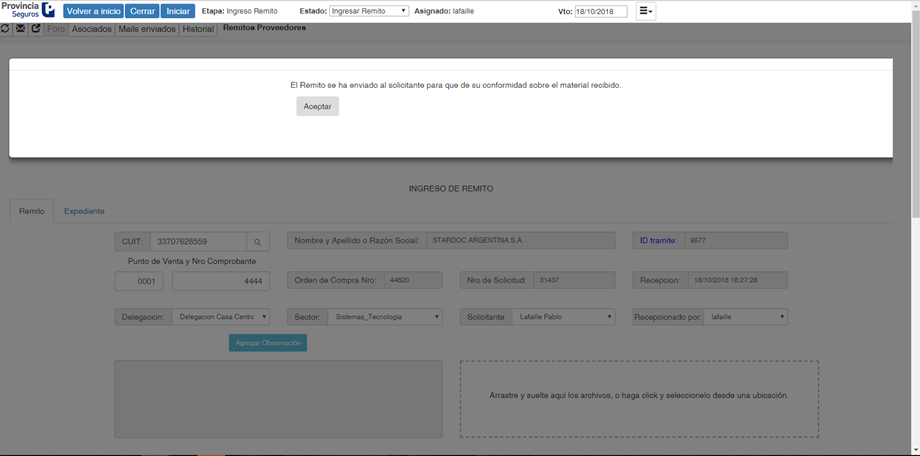 Provincia Seguros Volver a inicio Cerrar Iniciar Etapa: Ingreso Remito Estado: Ingresar Remito Asignado: lafaille Vto: 18/10/2018
Foro Asociados Mails enviados Historial Remitos Proveedores
El Remito se ha enviado al solicitante para que de su conformidad sobre el material recibido.
Aceptar
INGRESO DE REMITO
Remito Expediente
CUIT: 33707628559 Nombre y Apellido o Razón Social: STARDOC ARGENTINA S.A. ID tramite: 9677
Punto de Venta y Nro Comprobante
0001 4444 Orden de Compra Nro: 44620 Nro de Solicitud: 31437 Recepcion: 18/10/2018 18:27:28
Delegacion: Delegacion Casa Centra Sector: Sistemas_Tecnologia Solicitante Lafaille Pablo Recepcionado por: lafaille
Agregar Observación
Arrastre y suelte aqui los archivos, o haga click y seleccionelo desde una ubicación.